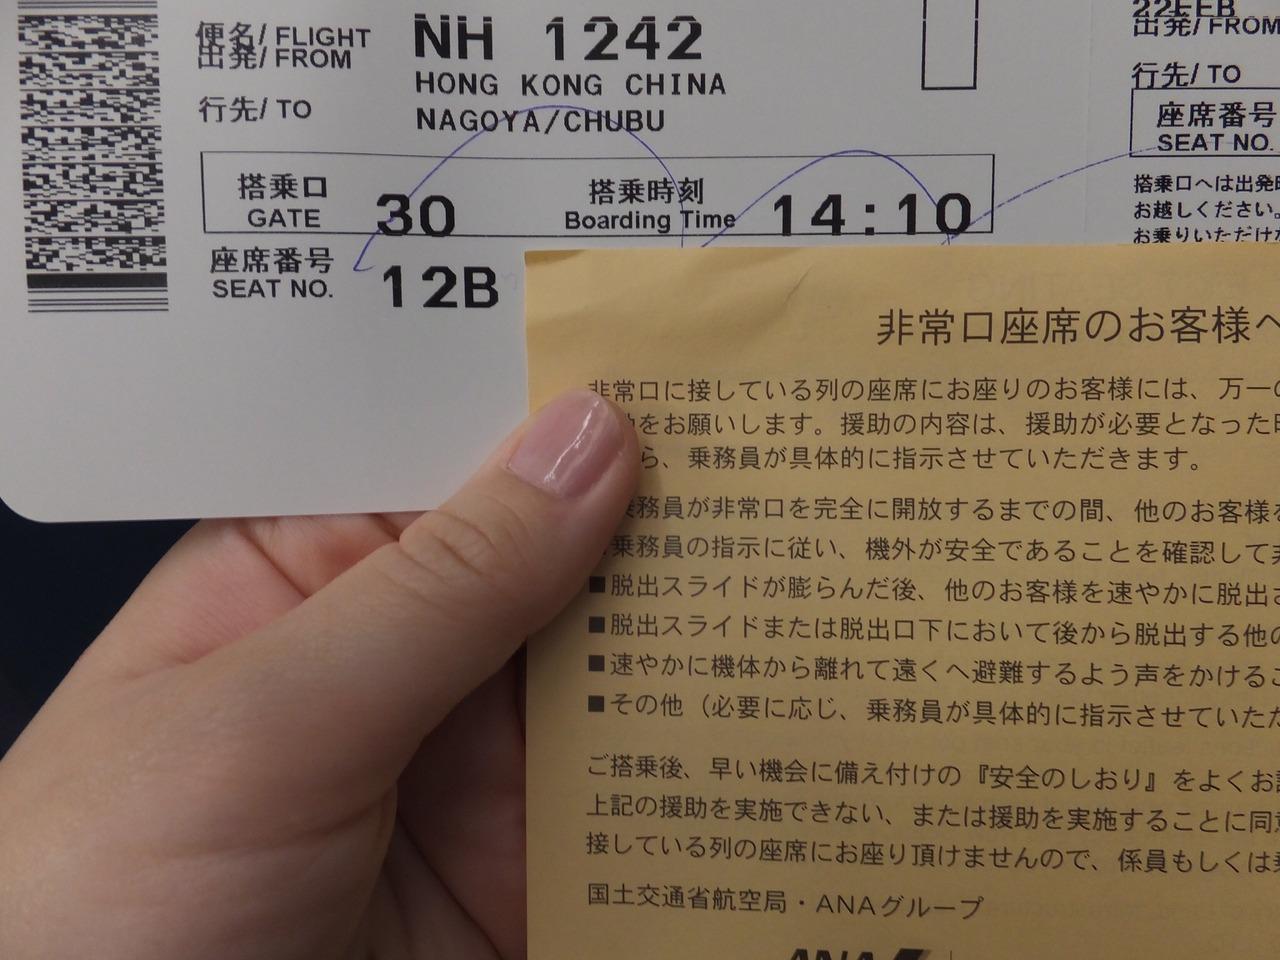 便名/ FLIGHT NH 1242
出発/ FROM HONG KONG CHINA
行先/ TO NAGOYA/CHUBU
搭乗口 GATE 30 搭乗時刻 Boarding Time 14:10
座席番号 SEAT NO. 12B
22FEB
出発/ FROM
行先/ TO
座席番号
SEAT NO.
搭乗口へは出発
お越しください。
お乗りいただけ
非常口座席のお客様へ
非常口に接している列の座席にお座りのお客様には、万一の
をお願いします。援助の内容は、援助が必要となった時
ら、乗務員が具体的に指示させていただきます。
乗務員が非常口を完全に開放するまでの間、他のお客様を
乗務員の指示に従い、機外が安全であることを確認して非
■脱出スライドが膨らんだ後、他のお客様を速やかに脱出さ
■脱出スライドまたは脱出口下において後から脱出する他の
■速やかに機体から離れて遠くへ避難するよう声をかけるこ
■その他（必要に応じ、乗務員が具体的に指示させていただ
ご搭乗後、早い機会に備え付けの『安全のしおり』をよくお読
上記の援助を実施できない、または援助を実施することに同意
接している列の座席にお座り頂けませんので、係員もしくは乗
国土交通省航空局・ANAグループ
ANA